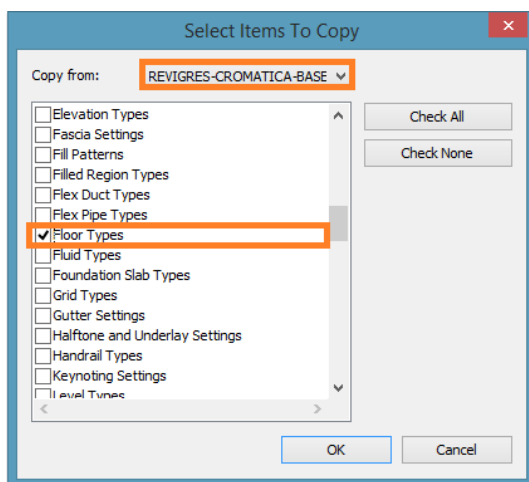 Select Items To Copy
Copy from: REVIGRES-CROMATICA-BASE
Elevation Types
Fascia Settings
Fill Patterns
Filled Region Types
Flex Duct Types
Flex Pipe Types
Floor Types
Fluid Types
Foundation Slab Types
Grid Types
Gutter Settings
Halftone and Underlay Settings
Handrail Types
Keynoting Settings
Level Types
Check All
Check None
OK
Cancel